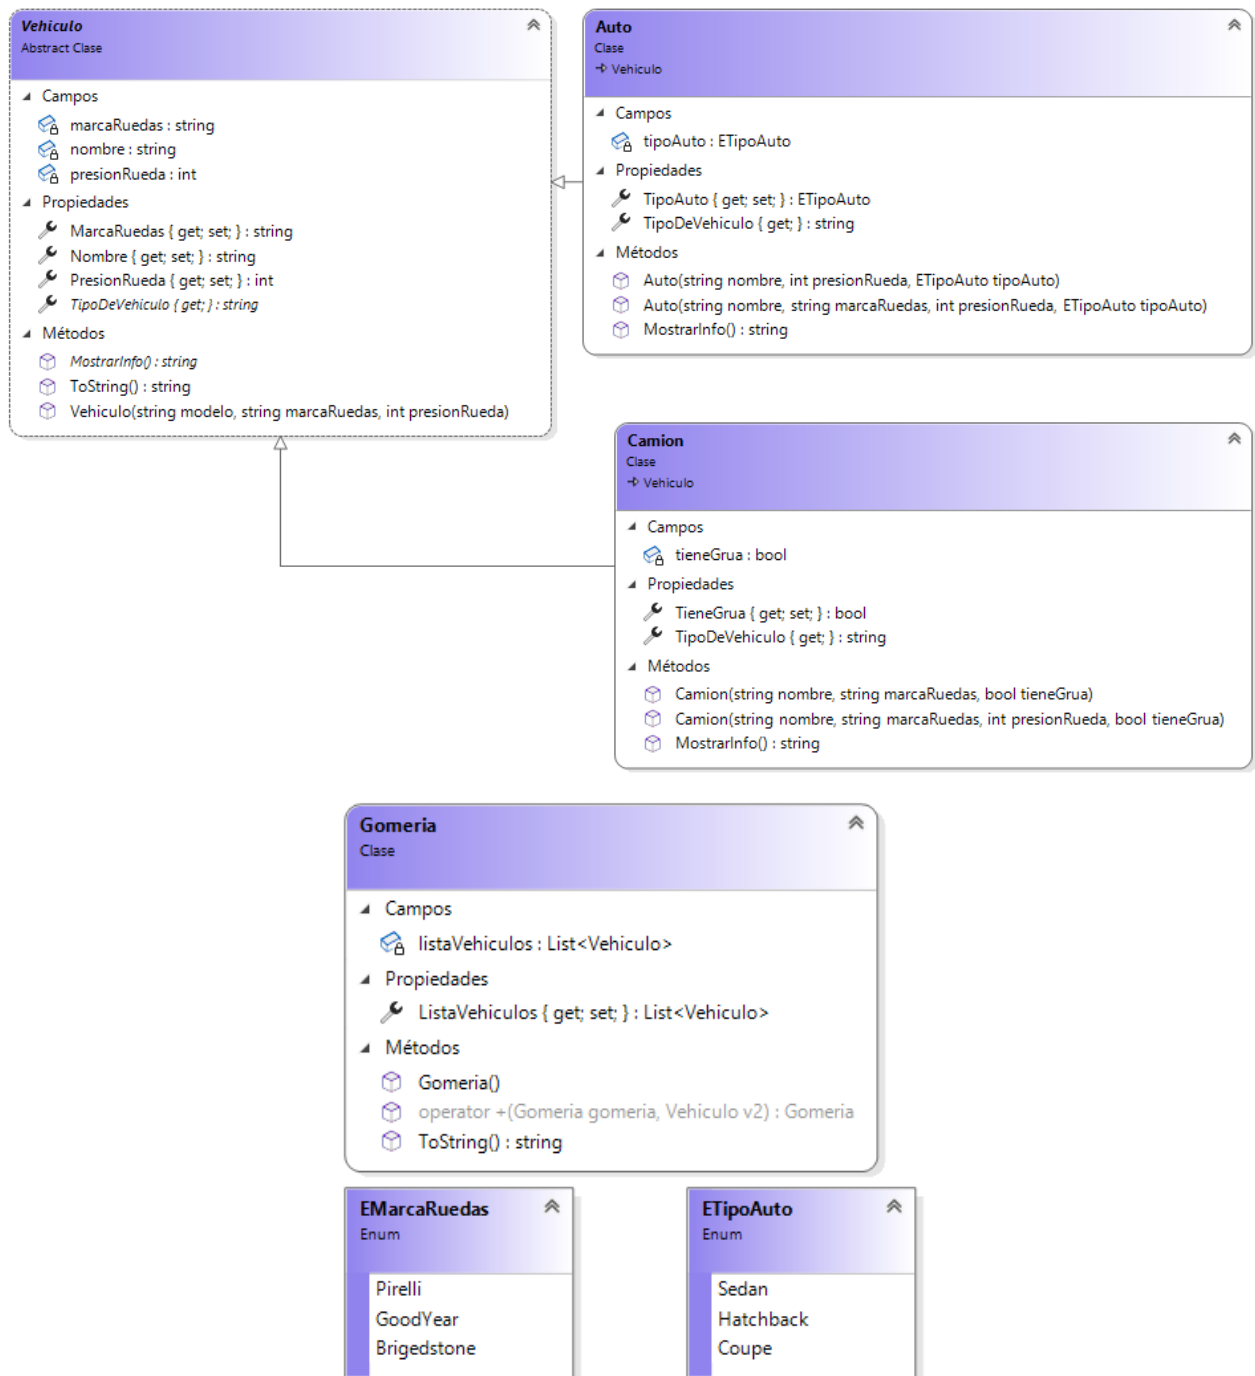 Vehiculo
Abstract Clase
Campos
marcaRuedas : string
nombre : string
presionRueda : int
Propiedades
MarcaRuedas { get; set; } : string
Nombre { get; set; } : string
PresionRueda { get; set; } : int
TipoDeVehiculo { get; } : string
Métodos
MostrarInfo() : string
ToString() : string
Vehiculo(string modelo, string marcaRuedas, int presionRueda)
Auto
Clase
Vehiculo
Campos
tipoAuto : ETipoAuto
Propiedades
TipoAuto { get; set; } : ETipoAuto
TipoDeVehiculo { get; } : string
Métodos
Auto(string nombre, int presionRueda, ETipoAuto tipoAuto)
Auto(string nombre, string marcaRuedas, int presionRueda, ETipoAuto tipoAuto)
MostrarInfo() : string
Camion
Clase
Vehiculo
Campos
tieneGrua : bool
Propiedades
TieneGrua { get; set; } : bool
TipoDeVehiculo { get; } : string
Métodos
Camion(string nombre, string marcaRuedas, bool tieneGrua)
Camion(string nombre, string marcaRuedas, int presionRueda, bool tieneGrua)
MostrarInfo() : string
Gomeria
Clase
Campos
listaVehiculos : List<Vehiculo>
Propiedades
ListaVehiculos { get; set; } : List<Vehiculo>
Métodos
Gomeria()
operator +(Gomeria gomeria, Vehiculo v2) : Gomeria
ToString() : string
EMarcaRuedas
Enum
Pirelli
GoodYear
Brigedstone
ETipoAuto
Enum
Sedan
Hatchback
Coupe